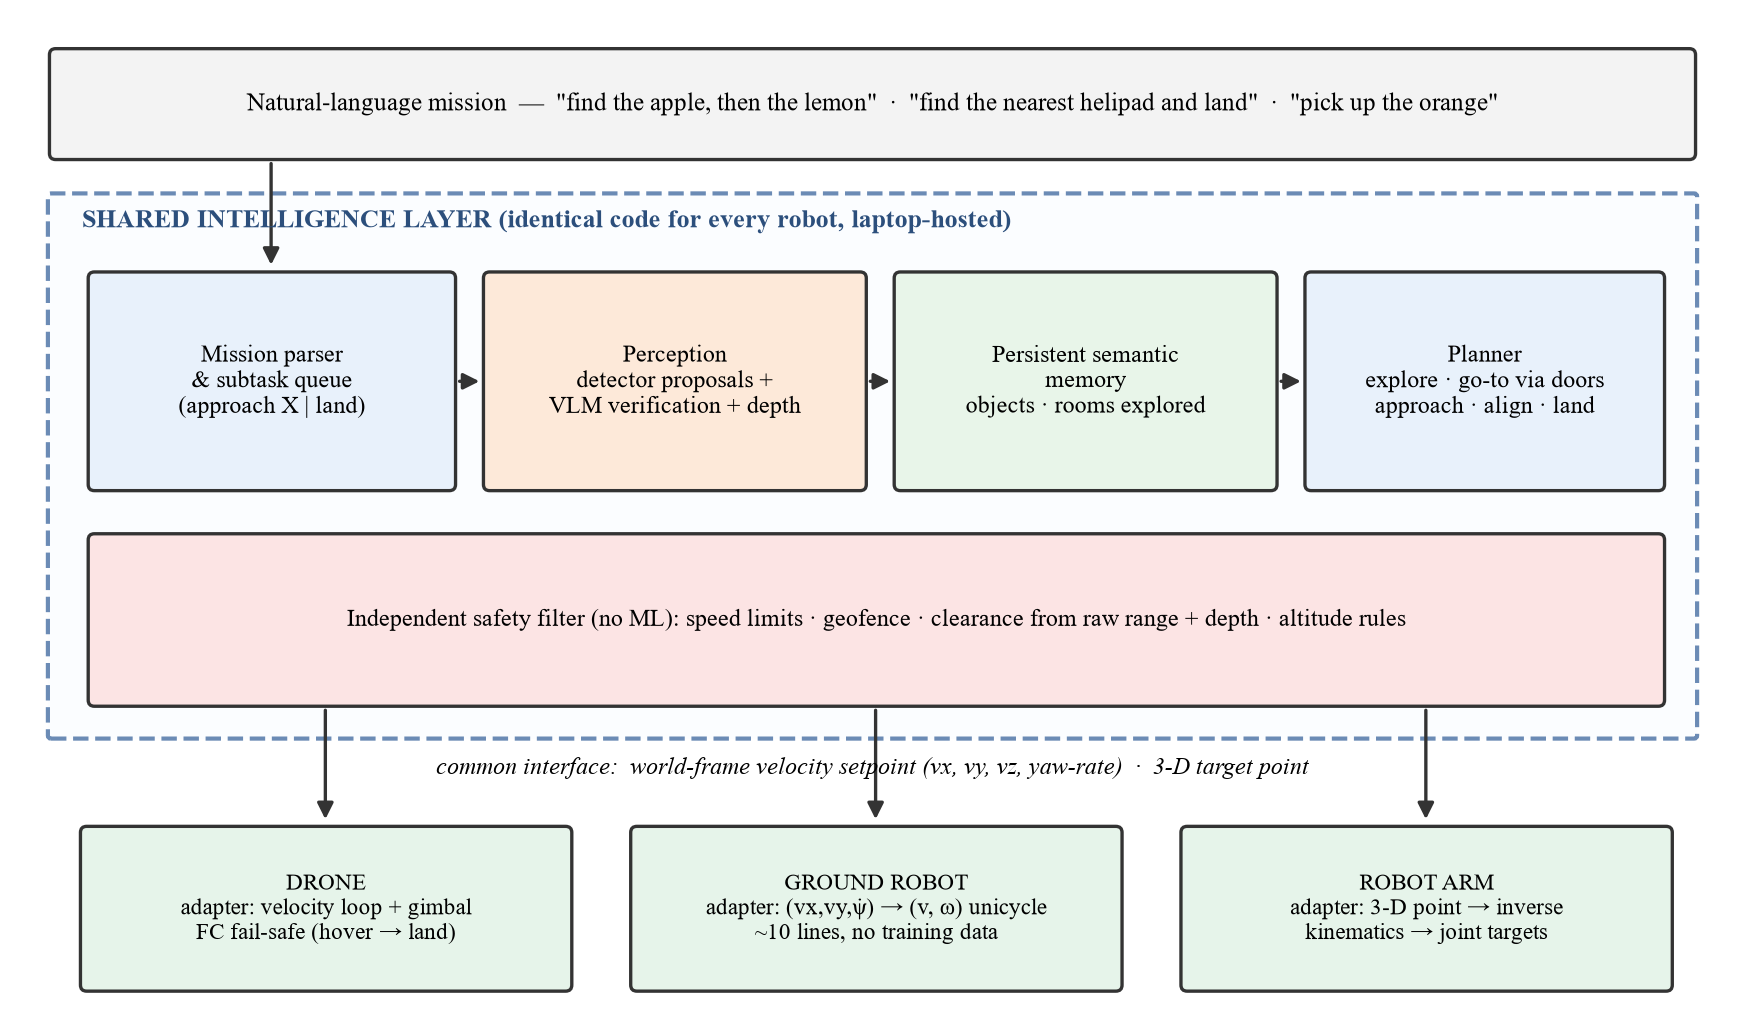 Natural-language mission — "find the apple, then the lemon" · "find the nearest helipad and land" · "pick up the orange"
SHARED INTELLIGENCE LAYER (identical code for every robot, laptop-hosted)
Mission parser
& subtask queue
(approach X | land)
Perception
detector proposals +
VLM verification + depth
Persistent semantic
memory
objects · rooms explored
Planner
explore · go-to via doors
approach · align · land
Independent safety filter (no ML): speed limits · geofence · clearance from raw range + depth · altitude rules
common interface: world-frame velocity setpoint (vx, vy, vz, yaw-rate) · 3-D target point
DRONE
adapter: velocity loop + gimbal
FC fail-safe (hover → land)
GROUND ROBOT
adapter: (vx,vy,ψ̇) → (v, ω) unicycle
~10 lines, no training data
ROBOT ARM
adapter: 3-D point → inverse
kinematics → joint targets